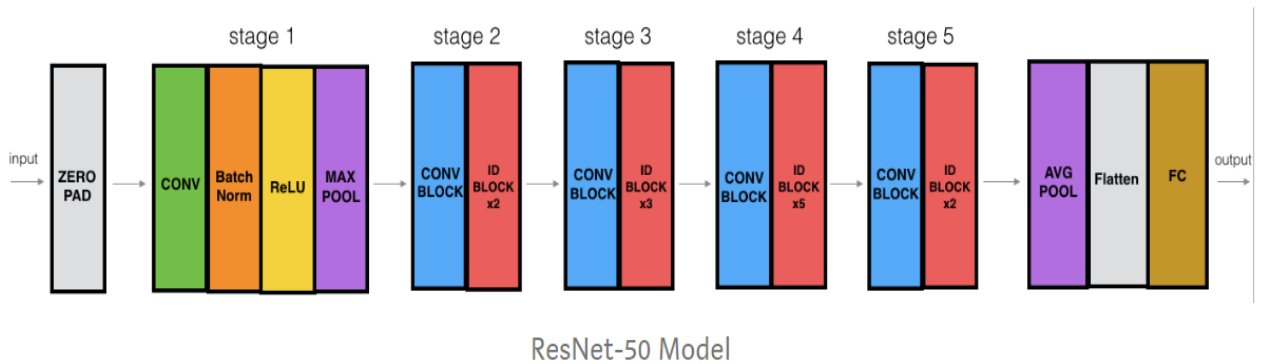 stage 1
stage 2
stage 3
stage 4
stage 5
input
ZERO
PAD
CONV
Batch
Norm
ReLU
MAX
POOL
CONV
BLOCK
ID
BLOCK
x2
CONV
BLOCK
ID
BLOCK
x3
CONV
BLOCK
ID
BLOCK
x5
CONV
BLOCK
ID
BLOCK
x2
AVG
POOL
Flatten
FC
output
ResNet-50 Model